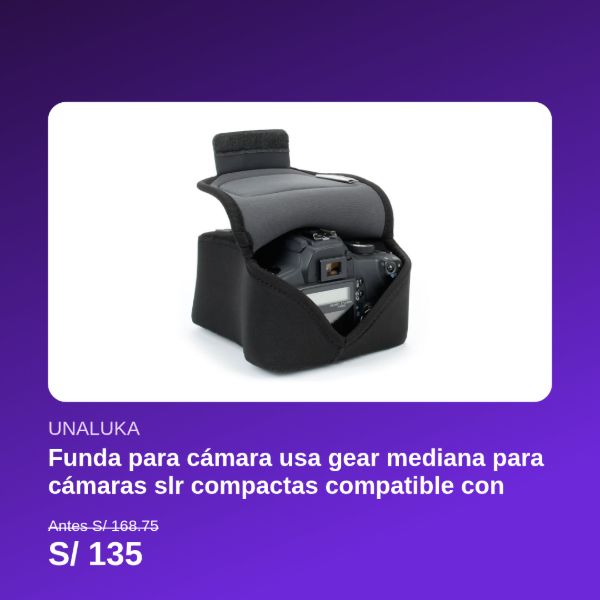 UNALUKA
Funda para cámara usa gear mediana para
cámaras slr compactas compatible con
Antes S/ 168.75
S/ 135